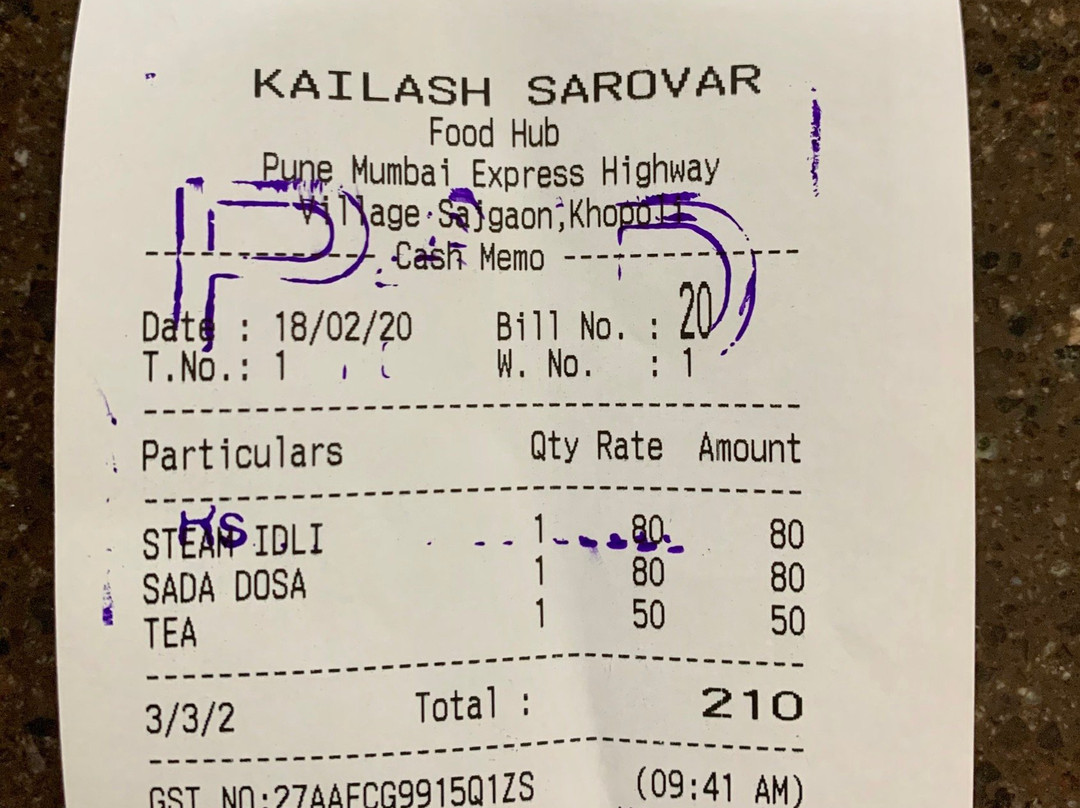 KAILASH SAROVAR
Food Hub
Pune Mumbai Express Highway
Village Sajgaon,Khopoli
Cash Memo
Date : 18/02/20 Bill No. : 20
T.No.: 1 W. No. : 1
Particulars Qty Rate Amount
STEAM IDLI 1 80 80
SADA DOSA 1 80 80
TEA 1 50 50
3/3/2 Total : 210
GST NO:27AAFCG9915Q1ZS (09:41 AM)